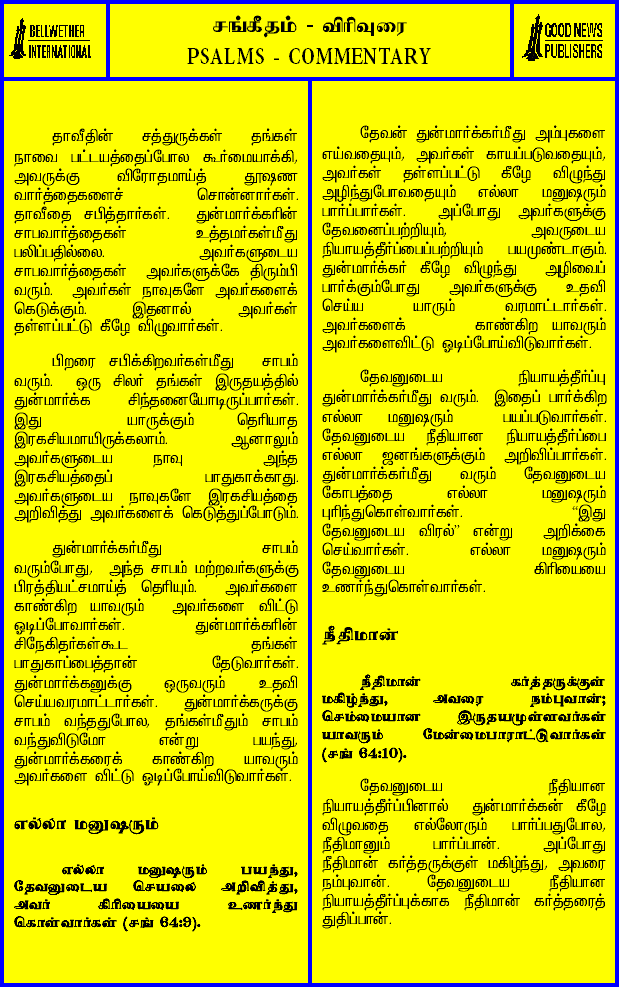 BELLWETHER
INTERNATIONAL
சங்கீதம் - விரிவுரை
PSALMS - COMMENTARY
GOOD NEWS
PUBLISHERS
தாவீதின் சத்துருக்கள் தங்கள்
நாவை பட்டயத்தைப்போல கூர்மையாக்கி,
அவருக்கு விரோதமாய்த் தூஷண
வார்த்தைகளைச் சொன்னார்கள்.
தாவீதை சபித்தார்கள். துன்மார்க்கரின்
சாபவார்த்தைகள் உத்தமர்கள்மீது
பலிப்பதில்லை. அவர்களுடைய
சாபவார்த்தைகள் அவர்களுக்கே திரும்பி
வரும். அவர்கள் நாவுகளே அவர்களைக்
கெடுக்கும். இதனால் அவர்கள்
தள்ளப்பட்டு கீழே விழுவார்கள்.
பிறரை சபிக்கிறவர்கள்மீது சாபம்
வரும். ஒரு சிலர் தங்கள் இருதயத்தில்
துன்மார்க்க சிந்தனையோடிருப்பார்கள்.
இது யாருக்கும் தெரியாத
இரகசியமாயிருக்கலாம். ஆனாலும்
அவர்களுடைய நாவு அந்த
இரகசியத்தைப் பாதுகாக்காது.
அவர்களுடைய நாவுகளே இரகசியத்தை
அறிவித்து அவர்களைக் கெடுத்துப்போடும்.
துன்மார்க்கர்மீது சாபம்
வரும்போது, அந்த சாபம் மற்றவர்களுக்கு
பிரத்தியட்சமாய்த் தெரியும். அவர்களை
காண்கிற யாவரும் அவர்களை விட்டு
ஓடிப்போவார்கள். துன்மார்க்கரின்
சிநேகிதர்கள்கூட தங்கள்
பாதுகாப்பைத்தான் தேடுவார்கள்.
துன்மார்க்கனுக்கு ஒருவரும் உதவி
செய்யவரமாட்டார்கள். துன்மார்க்கருக்கு
சாபம் வந்ததுபோல, தங்கள்மீதும் சாபம்
வந்துவிடுமோ என்று பயந்து,
துன்மார்க்கரைக் காண்கிற யாவரும்
அவர்களை விட்டு ஓடிப்போய்விடுவார்கள்.
எல்லா மனுஷரும்
எல்லா மனுஷரும் பயந்து,
தேவனுடைய செயலை அறிவித்து,
அவர் கிரியையை உணர்ந்து
கொள்வார்கள் (சங் 64:9).
தேவன் துன்மார்க்கர்மீது அம்புகளை
எய்வதையும், அவர்கள் காயப்படுவதையும்,
அவர்கள் தள்ளப்பட்டு கீழே விழுந்து
அழிந்துபோவதையும் எல்லா மனுஷரும்
பார்ப்பார்கள். அப்போது அவர்களுக்கு
தேவனைப்பற்றியும், அவருடைய
நியாயத்தீர்ப்பைப்பற்றியும் பயமுண்டாகும்.
துன்மார்க்கர் கீழே விழுந்து அழிவைப்
பார்க்கும்போது அவர்களுக்கு உதவி
செய்ய யாரும் வரமாட்டார்கள்.
அவர்களைக் காண்கிற யாவரும்
அவர்களைவிட்டு ஓடிப்போய்விடுவார்கள்.
தேவனுடைய நியாயத்தீர்ப்பு
துன்மார்க்கர்மீது வரும். இதைப் பார்க்கிற
எல்லா மனுஷரும் பயப்படுவார்கள்.
தேவனுடைய நீதியான நியாயத்தீர்ப்பை
எல்லா ஜனங்களுக்கும் அறிவிப்பார்கள்.
துன்மார்க்கர்மீது வரும் தேவனுடைய
கோபத்தை எல்லா மனுஷரும்
புரிந்துகொள்வார்கள். "இது
தேவனுடைய விரல்" என்று அறிக்கை
செய்வார்கள். எல்லா மனுஷரும்
தேவனுடைய கிரியையை
உணர்ந்துகொள்வார்கள்.
நீதிமான்
நீதிமான் கர்த்தருக்குள்
மகிழ்ந்து, அவரை நம்புவான்;
செம்மையான இருதயமுள்ளவர்கள்
யாவரும் மேன்மைபாராட்டுவார்கள்
(சங் 64:10).
தேவனுடைய நீதியான
நியாயத்தீர்ப்பினால் துன்மார்க்கன் கீழே
விழுவதை எல்லோரும் பார்ப்பதுபோல,
நீதிமானும் பார்ப்பான். அப்போது
நீதிமான் கர்த்தருக்குள் மகிழ்ந்து, அவரை
நம்புவான். தேவனுடைய நீதியான
நியாயத்தீர்ப்புக்காக நீதிமான் கர்த்தரைத்
துதிப்பான்.